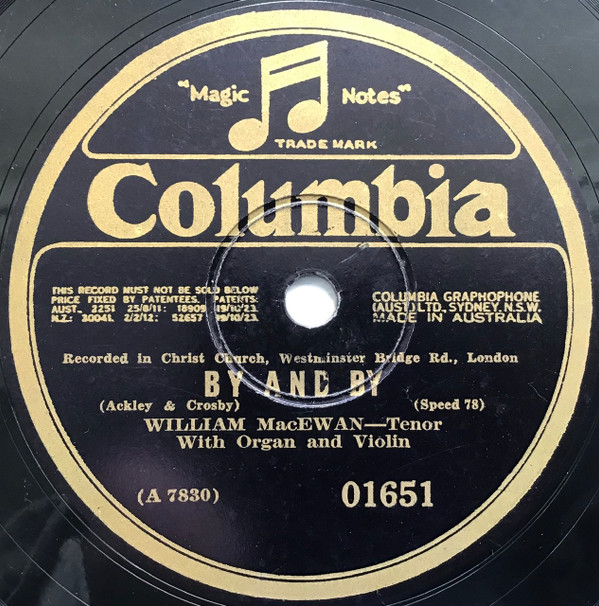 "Magic Notes"
TRADE MARK
Columbia
THIS RECORD MUST NOT BE SOLD BELOW
PRICE FIXED BY PATENTEES. PATENTS:
AUST., 3251 25/8/11: 18909 19/10/23.
N.Z.: 30041, 2/2/12: 52657 19/10/23.
COLUMBIA GRAPHOPHONE
(AUST) LTD., SYDNEY, N.S.W.
MADE IN AUSTRALIA
Recorded in Christ Church, Westminster Bridge Rd., London
BY AND BY
(Ackley & Crosby) (Speed 78)
WILLIAM MacEWAN—Tenor
With Organ and Violin
(A 7830) 01651